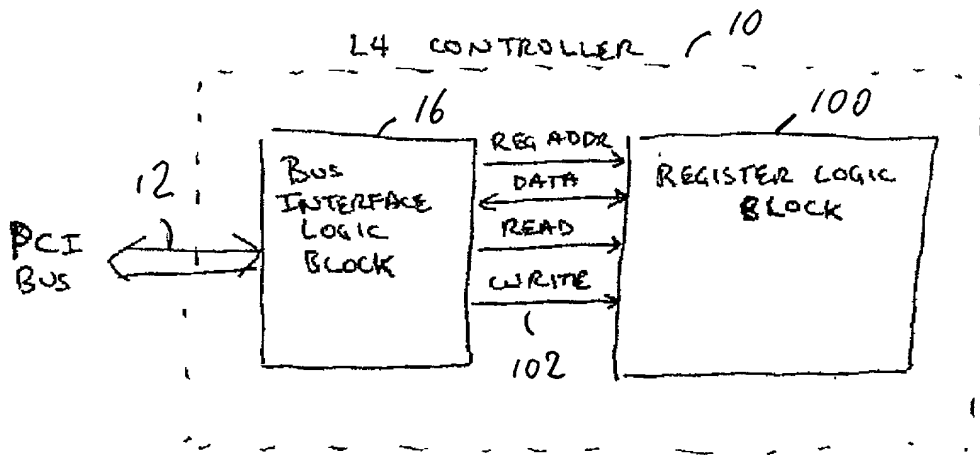 L4 CONTROLLER 10
16
100
12
PCI
BUS
BUS
INTERFACE
LOGIC
BLOCK
REG ADDR
DATA
READ
WRITE
102
REGISTER LOGIC
BLOCK